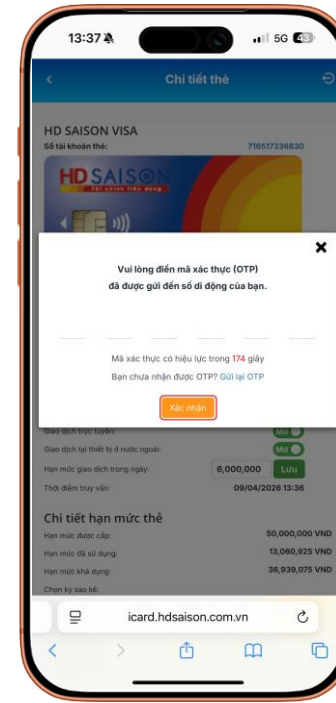 13:37
5G 43
Chi tiết thẻ
HD SAISON VISA
Số tài khoản thẻ: 716517336830
HD SAISON
Tài chính tiêu dùng
Vui lòng điền mã xác thực (OTP)
đã được gửi đến số di động của bạn.
Mã xác thực có hiệu lực trong 174 giây
Bạn chưa nhận được OTP? Gửi lại OTP
Xác nhận
Giao dịch trực tuyến: Mở
Giao dịch tại thiết bị ở nước ngoài: Mở
Hạn mức giao dịch trong ngày: 6,000,000 Lưu
Thời điểm truy vấn: 09/04/2026 13:36
Chi tiết hạn mức thẻ
Hạn mức được cấp: 50,000,000 VND
Hạn mức đã sử dụng: 13,060,925 VND
Hạn mức khả dụng: 36,939,075 VND
Chọn kỳ sao kê:
icard.hdsaison.com.vn